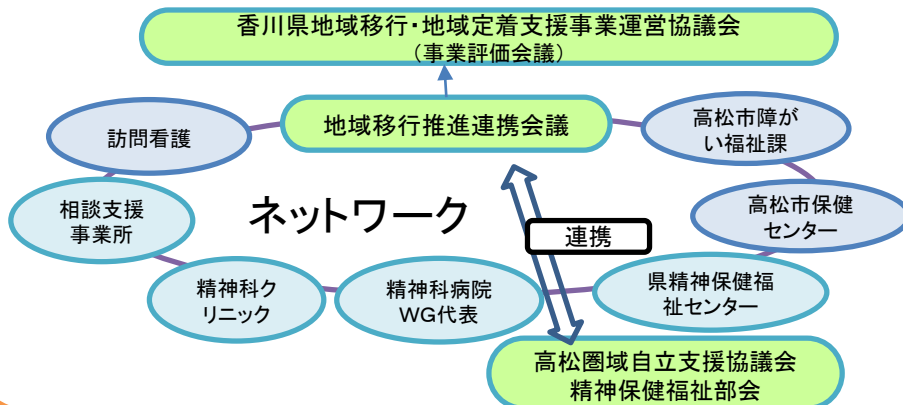 香川県地域移行・地域定着支援事業運営協議会
（事業評価会議）
地域移行推進連携会議
訪問看護
高松市障が
い福祉課
相談支援
事業所
ネットワーク
連携
高松市保健
センター
精神科ク
リニック
精神科病院
WG代表
県精神保健福
祉センター
高松圏域自立支援協議会
精神保健福祉部会